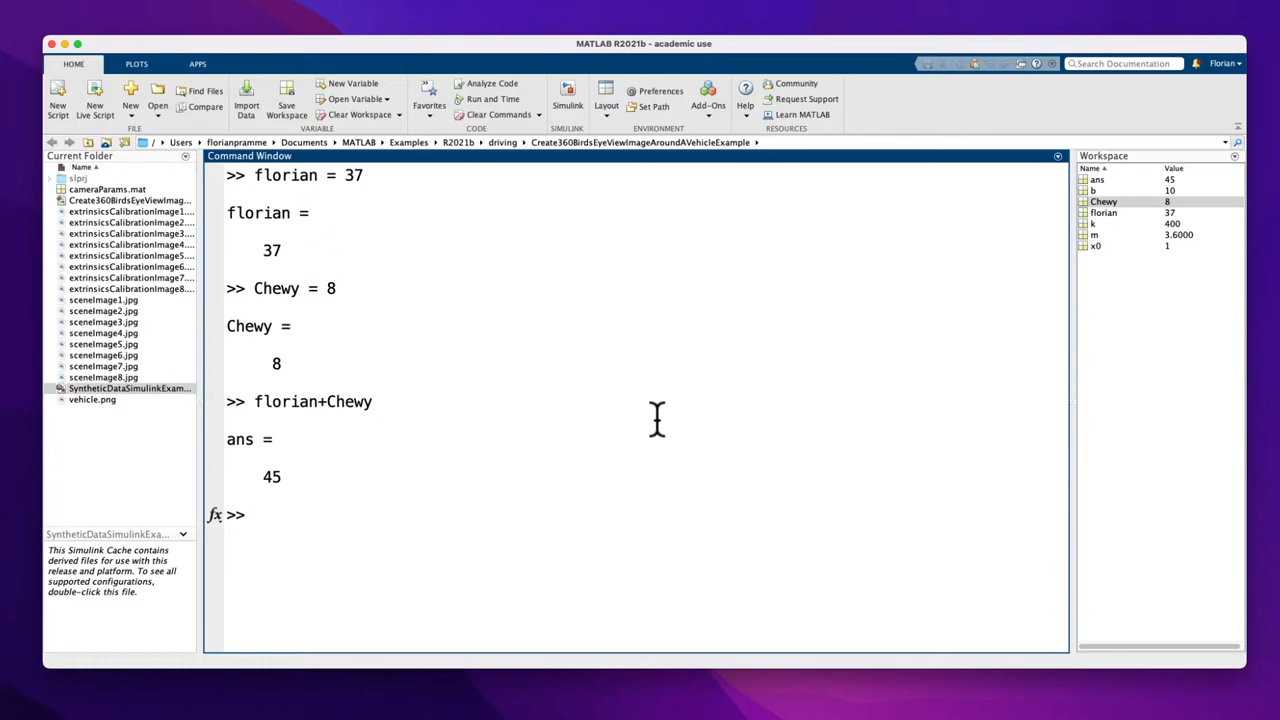 MATLAB R2021b - academic use
HOME
PLOTS
APPS
Search Documentation
Florian
New Script
New Live Script
New
Open
Find Files
Compare
FILE
Import Data
Save Workspace
New Variable
Open Variable
Clear Workspace
VARIABLE
Favorites
Analyze Code
Run and Time
Clear Commands
CODE
Simulink
SIMULINK
Layout
Preferences
Set Path
Add-Ons
ENVIRONMENT
Help
Community
Request Support
Learn MATLAB
RESOURCES
/ Users florianpramme Documents MATLAB Examples R2021b driving Create360BirdsEyeViewImageAroundAVehicleExample
Current Folder
Name
slprj
cameraParams.mat
Create360BirdsEyeViewImag...
extrinsicsCalibrationImage1....
extrinsicsCalibrationImage2....
extrinsicsCalibrationImage3....
extrinsicsCalibrationImage4....
extrinsicsCalibrationImage5....
extrinsicsCalibrationImage6....
extrinsicsCalibrationImage7....
extrinsicsCalibrationImage8....
sceneImage1.jpg
sceneImage2.jpg
sceneImage3.jpg
sceneImage4.jpg
sceneImage5.jpg
sceneImage6.jpg
sceneImage7.jpg
sceneImage8.jpg
SyntheticDataSimulinkExam...
vehicle.png
SyntheticDataSimulinkExa...
This Simulink Cache contains
derived files for use with this
release and platform. To see all
supported configurations,
double-click this file.
Command Window
>> florian = 37
florian =
37
>> Chewy = 8
Chewy =
8
>> florian+Chewy
ans =
45
fx >>
Workspace
Name Value
ans 45
b 10
Chewy 8
florian 37
k 400
m 3.6000
x0 1